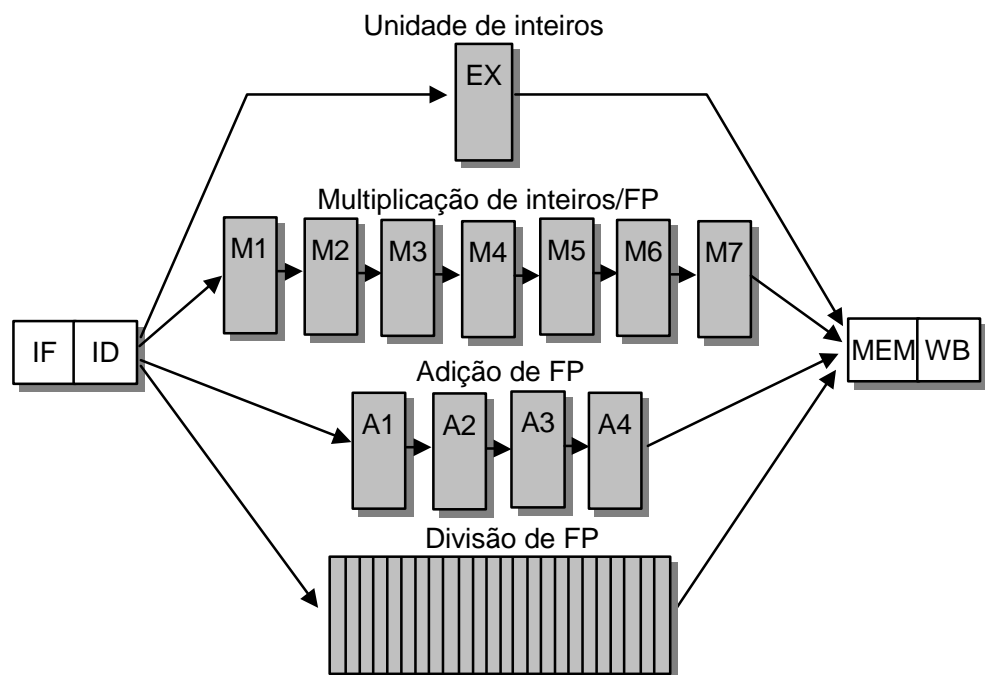 Unidade de inteiros
EX
Multiplicação de inteiros/FP
M1 M2 M3 M4 M5 M6 M7
IF ID
MEM WB
Adição de FP
A1 A2 A3 A4
Divisão de FP